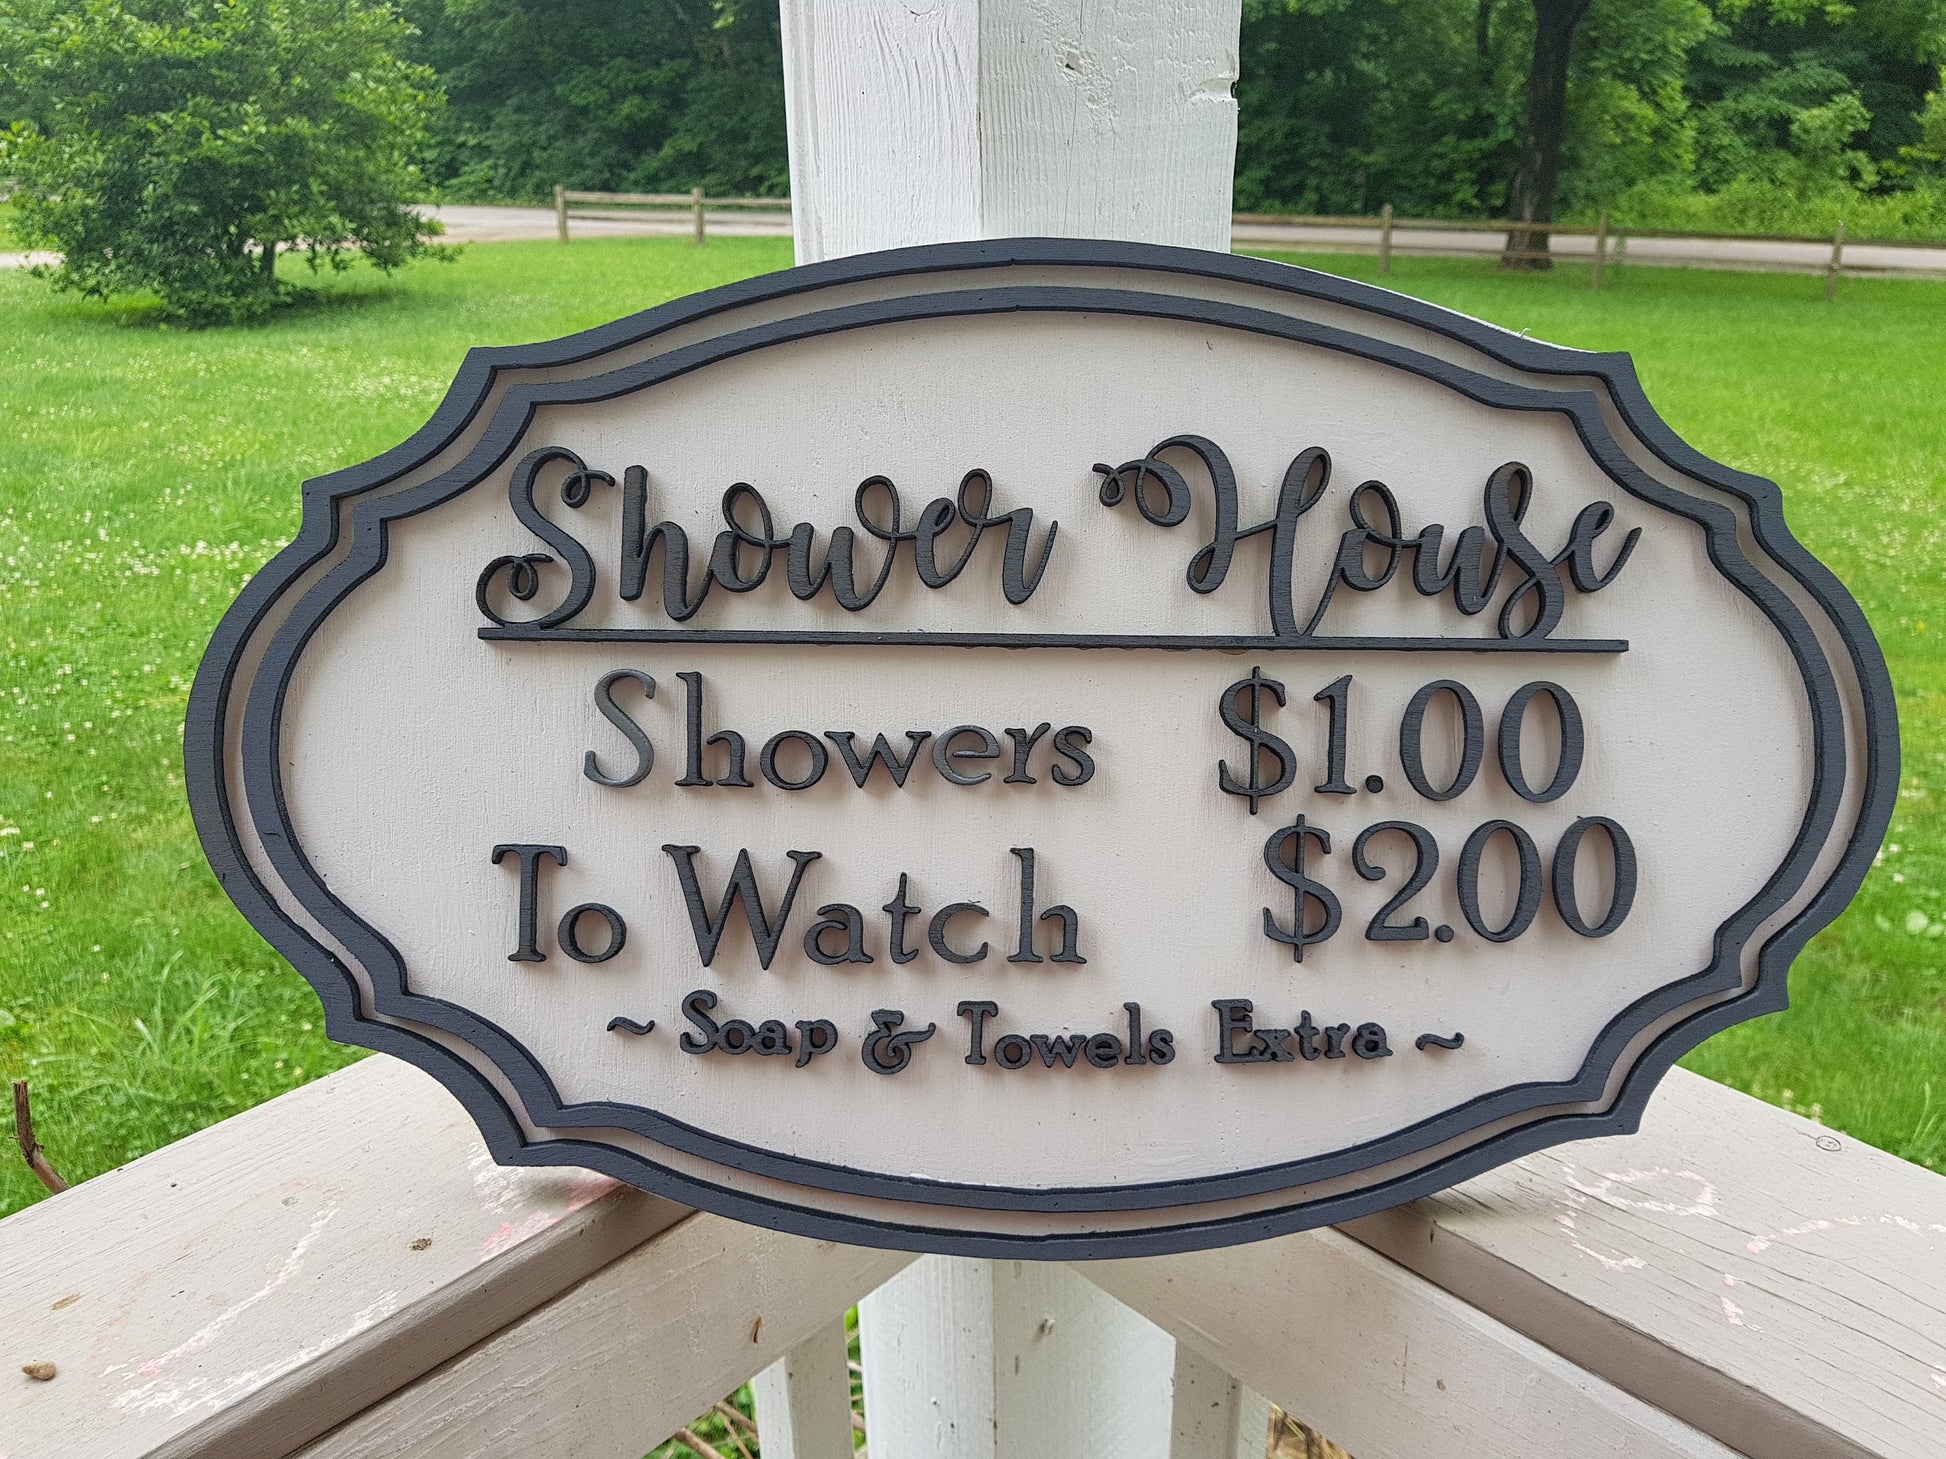 Shower House
Showers $1.00
To Watch $2.00
~ Soap & Towels Extra ~